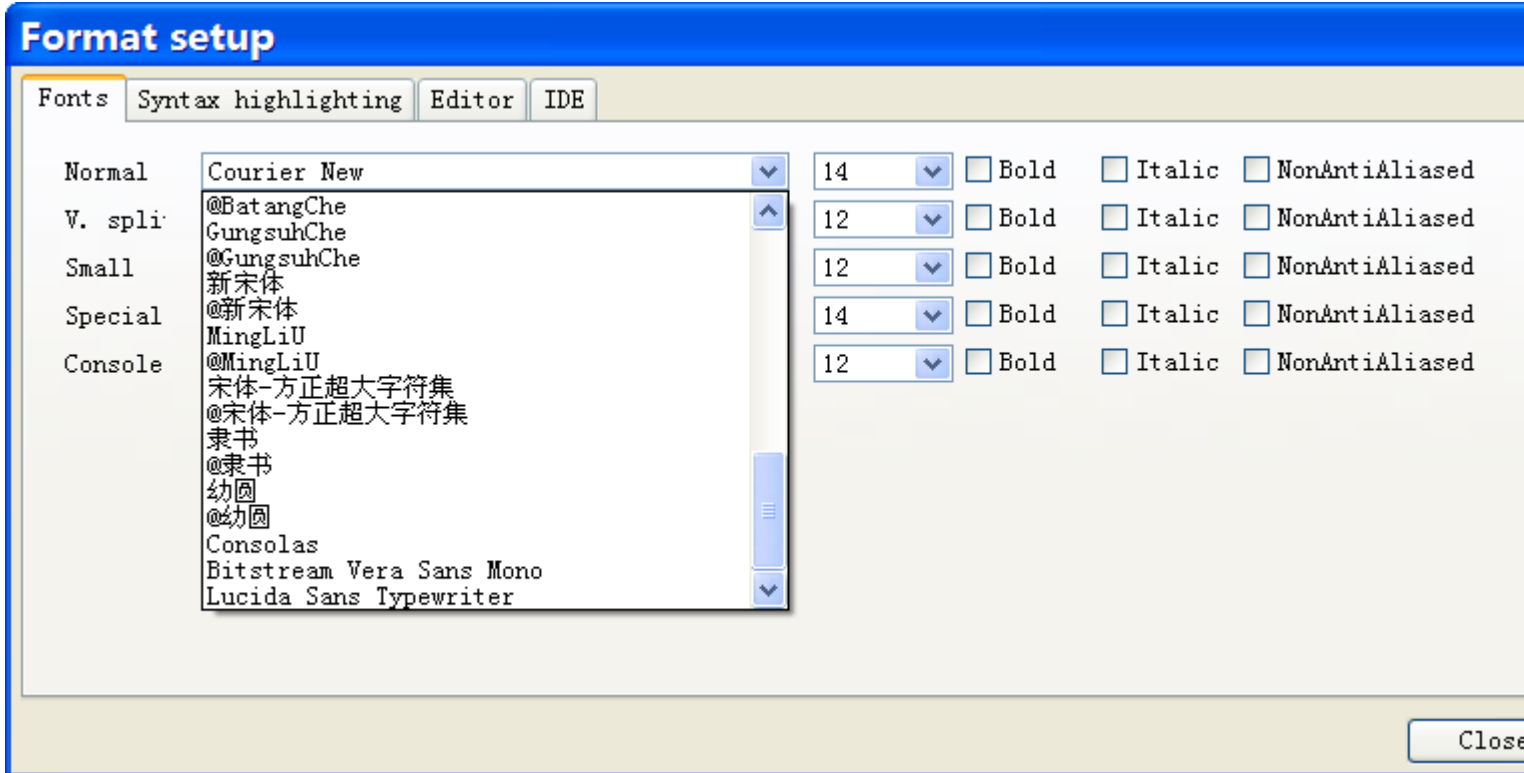 Format setup
Fonts Syntax highlighting Editor IDE
Normal Courier New 14 Bold Italic NonAntiAliased
@BatangChe
V. spli 12 Bold Italic NonAntiAliased
GungsuhChe
@GungsuhChe
Small 12 Bold Italic NonAntiAliased
新宋体
@新宋体
Special 14 Bold Italic NonAntiAliased
MingLiU
@MingLiU
Console 12 Bold Italic NonAntiAliased
宋体-方正超大字符集
@宋体-方正超大字符集
隶书
@隶书
幼圆
@幼圆
Consolas
Bitstream Vera Sans Mono
Lucida Sans Typewriter
Close